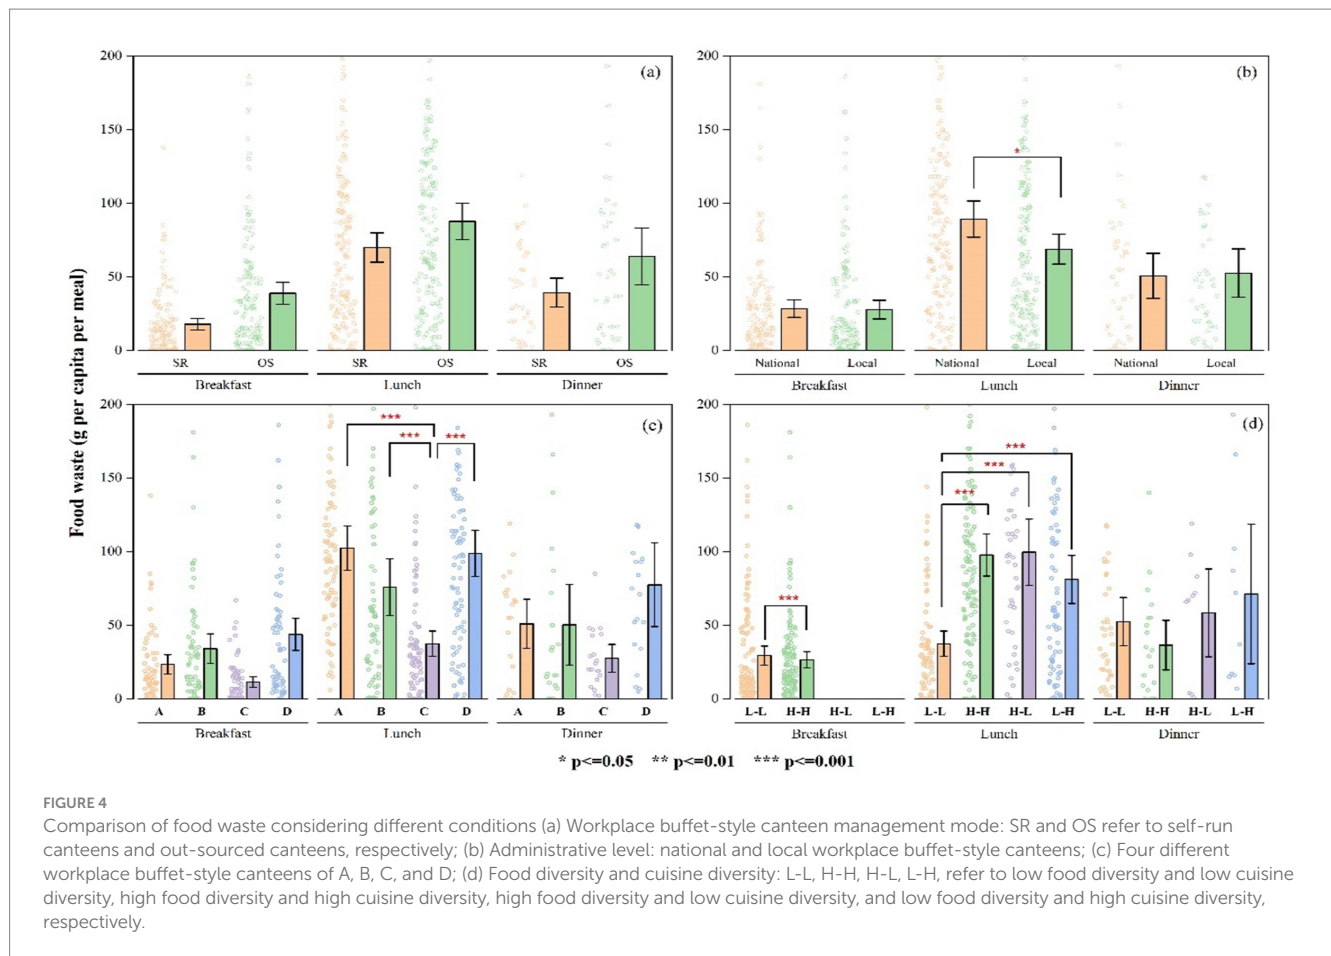 Food waste (g per capita per meal)
200
150
100
50
0
(a)
SR OS SR OS SR OS
Breakfast Lunch Dinner
200
150
100
50
0
(b)
*
National Local National Local National Local
Breakfast Lunch Dinner
200
150
100
50
0
(c)
***
*** ***
A B C D A B C D A B C D
Breakfast Lunch Dinner
200
150
100
50
0
(d)
***
***
***
***
L-L H-H H-L L-H L-L H-H H-L L-H L-L H-H H-L L-H
Breakfast Lunch Dinner
* p<=0.05 ** p<=0.01 *** p<=0.001
FIGURE 4
Comparison of food waste considering different conditions (a) Workplace buffet-style canteen management mode: SR and OS refer to self-run
canteens and out-sourced canteens, respectively; (b) Administrative level: national and local workplace buffet-style canteens; (c) Four different
workplace buffet-style canteens of A, B, C, and D; (d) Food diversity and cuisine diversity: L-L, H-H, H-L, L-H, refer to low food diversity and low cuisine
diversity, high food diversity and high cuisine diversity, high food diversity and low cuisine diversity, and low food diversity and high cuisine diversity,
respectively.